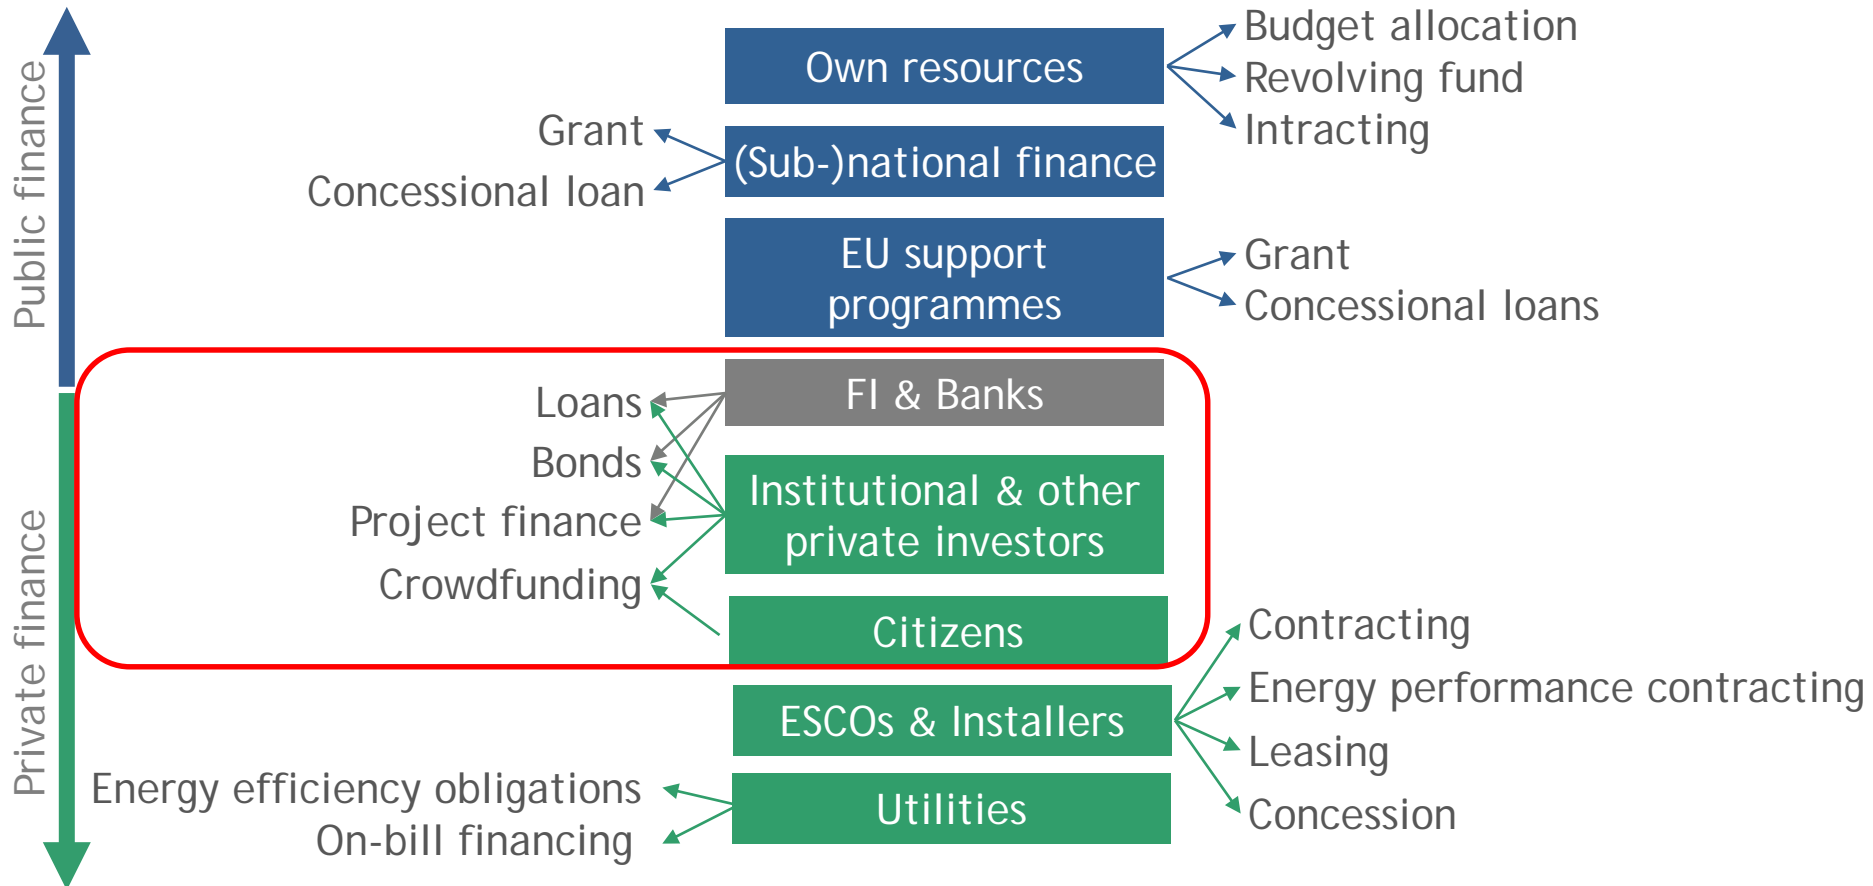 Public finance
Private finance
Own resources
Budget allocation
Revolving fund
Intracting
Grant
Concessional loan
(Sub-)national finance
EU support
programmes
Grant
Concessional loans
FI & Banks
Loans
Bonds
Project finance
Crowdfunding
Institutional & other
private investors
Citizens
ESCOs & Installers
Contracting
Energy performance contracting
Leasing
Concession
Energy efficiency obligations
On-bill financing
Utilities